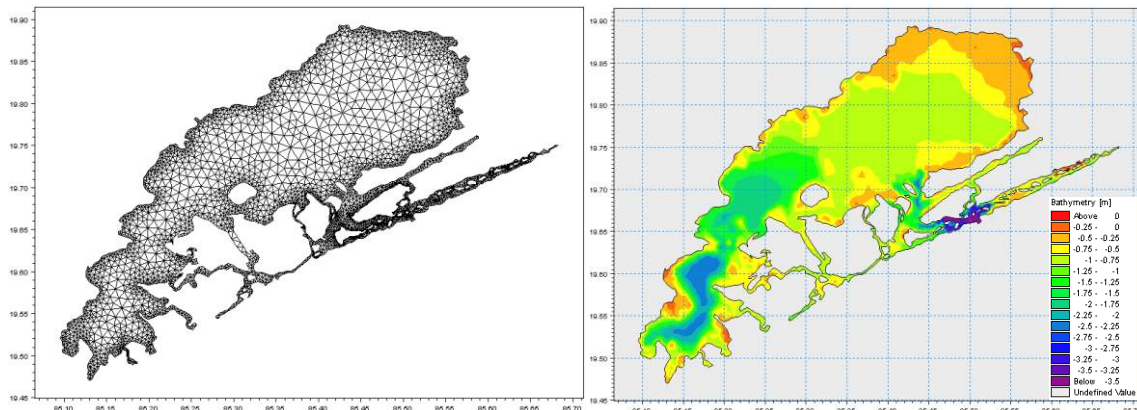 19.90
19.85
19.80
19.75
19.70
19.65
19.60
19.55
19.50
19.45
85.10 85.15 85.20 85.25 85.30 85.35 85.40 85.45 85.50 85.55 85.60 85.65 85.70
19.90
19.85
19.80
19.75
19.70
19.65
19.60
19.55
19.50
19.45
Bathymetry [m]
Above 0
-0.25 - 0
-0.5 - -0.25
-0.75 - -0.5
-1 - -0.75
-1.25 - -1
-1.5 - -1.25
-1.75 - -1.5
-2 - -1.75
-2.25 - -2
-2.5 - -2.25
-2.75 - -2.5
-3 - -2.75
-3.25 - -3
-3.5 - -3.25
Below -3.5
Undefined Value